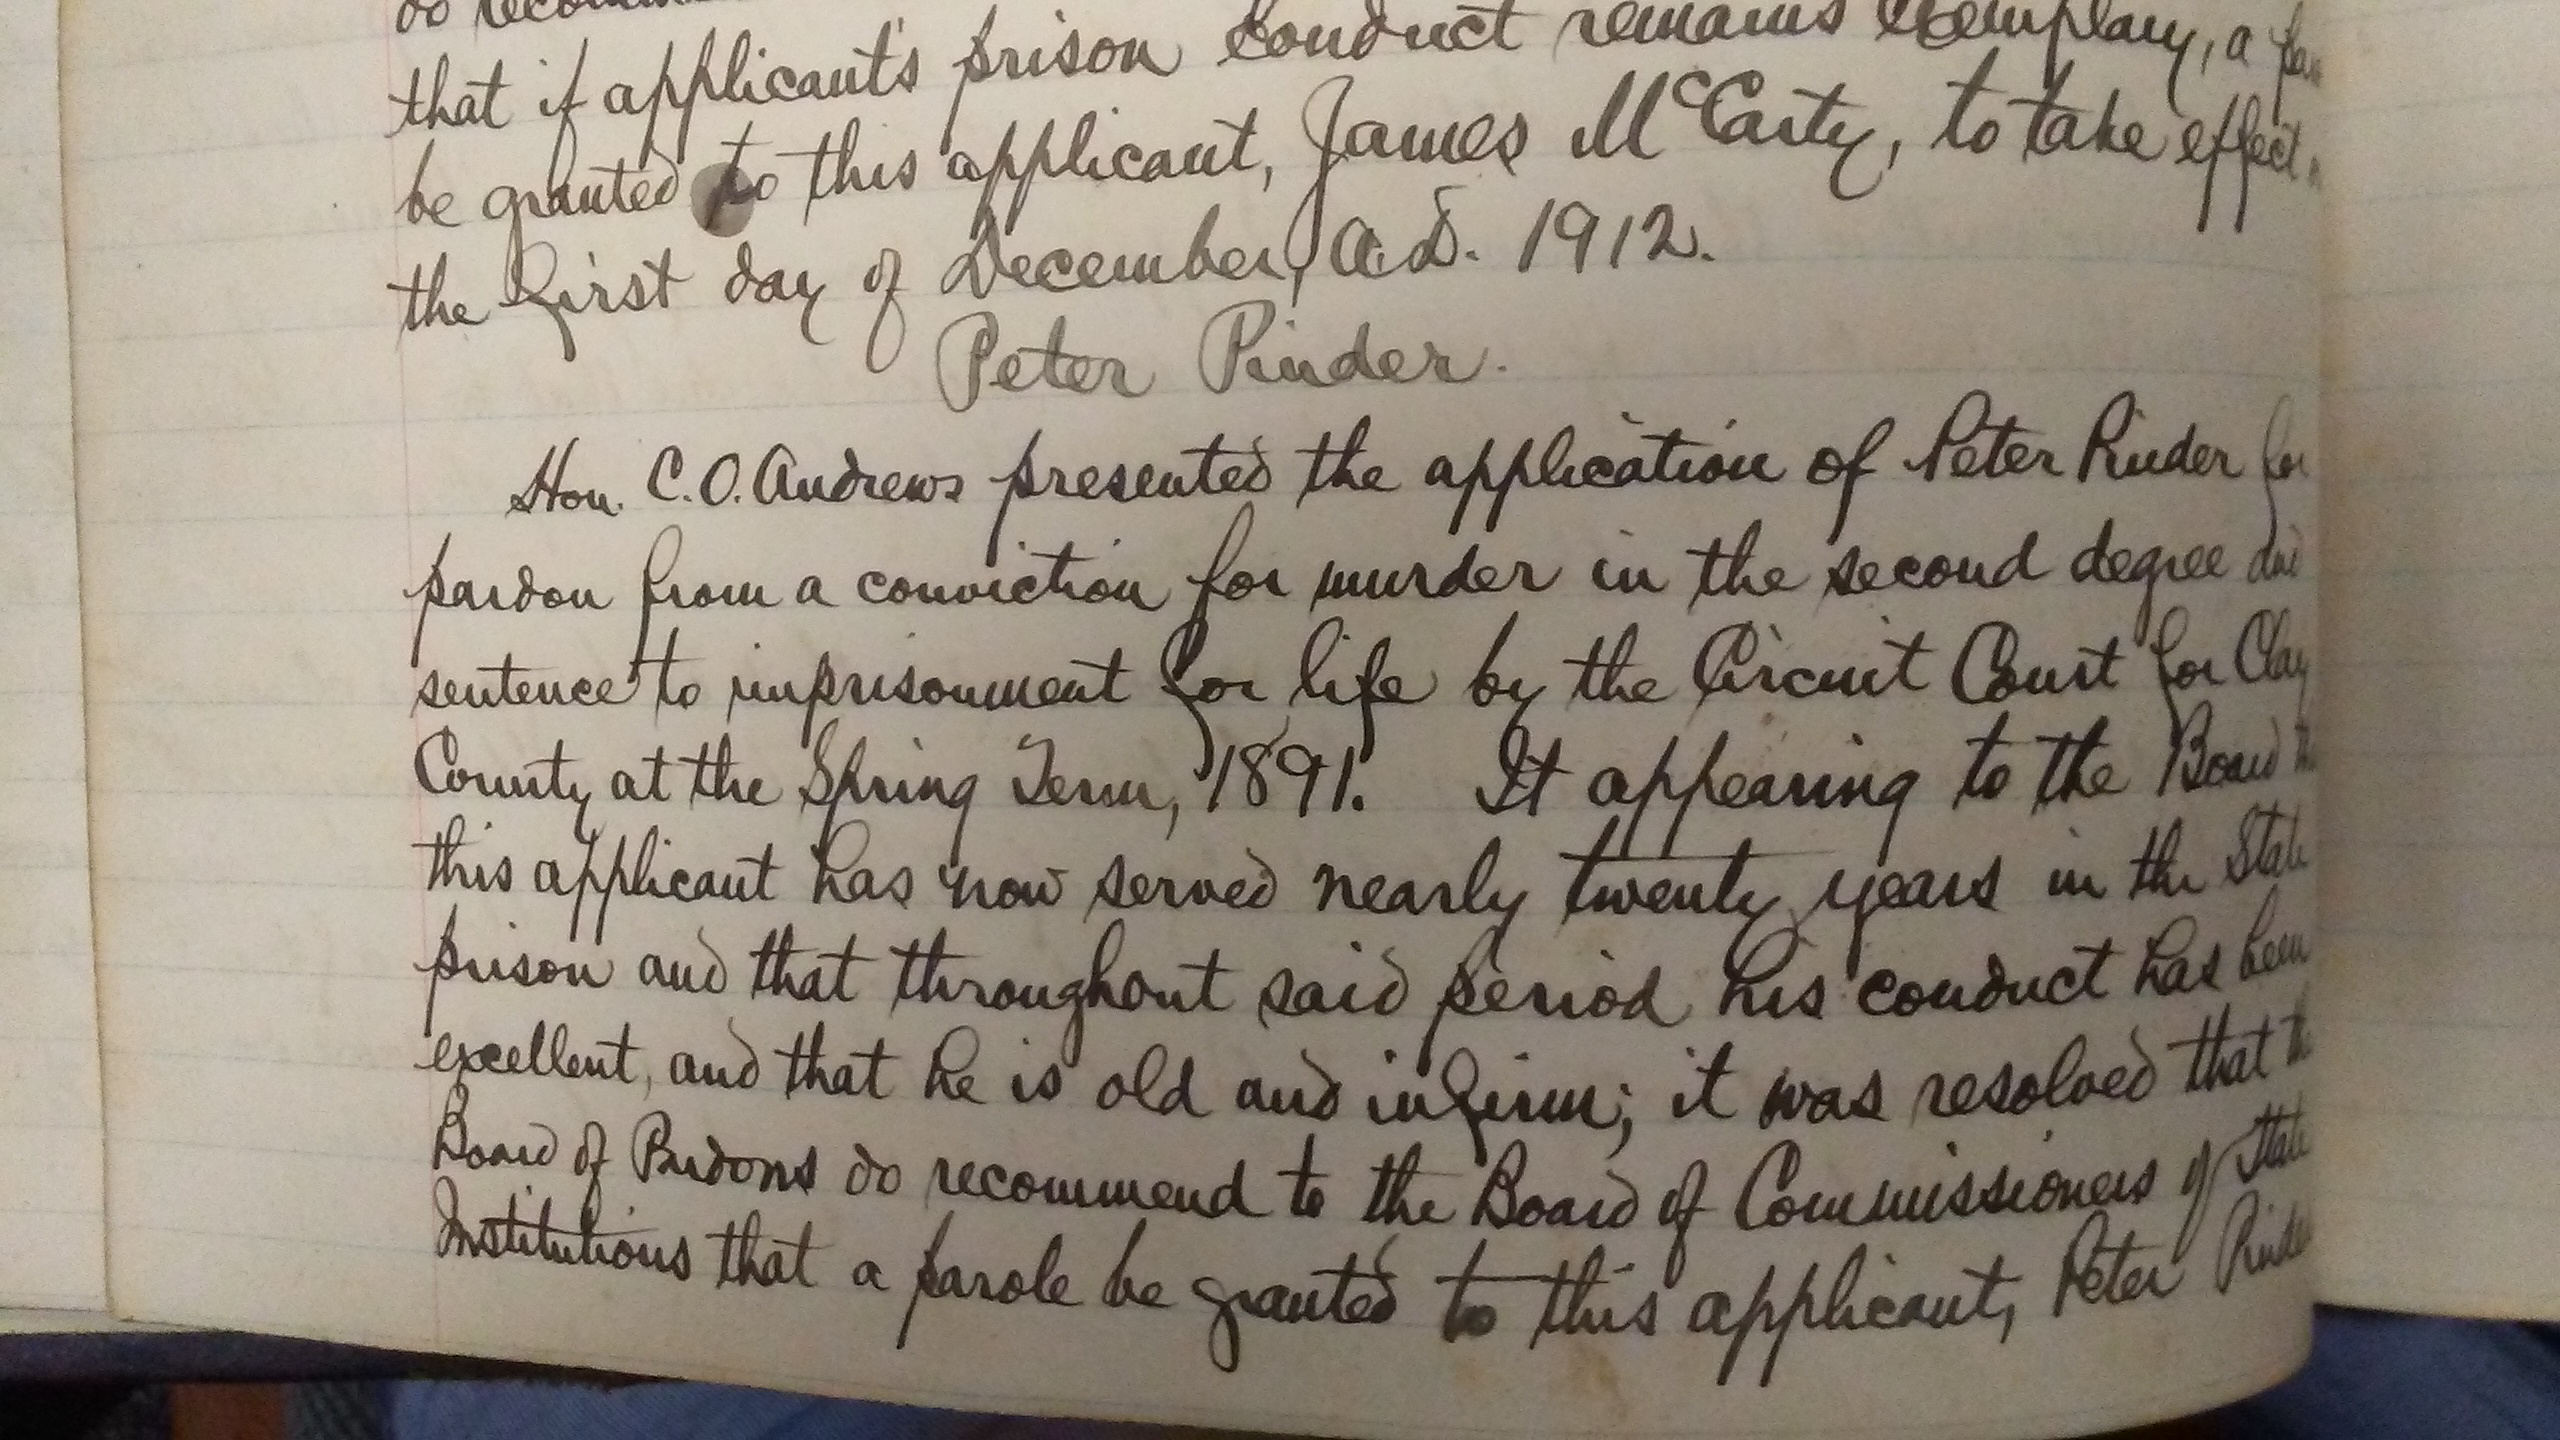 do
that if applicant's prison conduct remains exemplary, a
be granted to this applicant, James McCarty, to take effect
the first day of December, A.D. 1912.
Peter Pinder.
Hon. C.O. Andrews presented the application of Peter Pinder for
pardon from a conviction for murder in the second degree and
sentence to imprisonment for life by the Circuit Court for Clay
County at the Spring Term, 1891. It appearing to the Board
this applicant has now served nearly twenty years in the State
prison and that throughout said period his conduct has been
excellent, and that he is old and infirm; it was resolved that the
Board of Pardons do recommend to the Board of Commissioners of State
Institutions that a parole be granted to this applicant, Peter Pinder